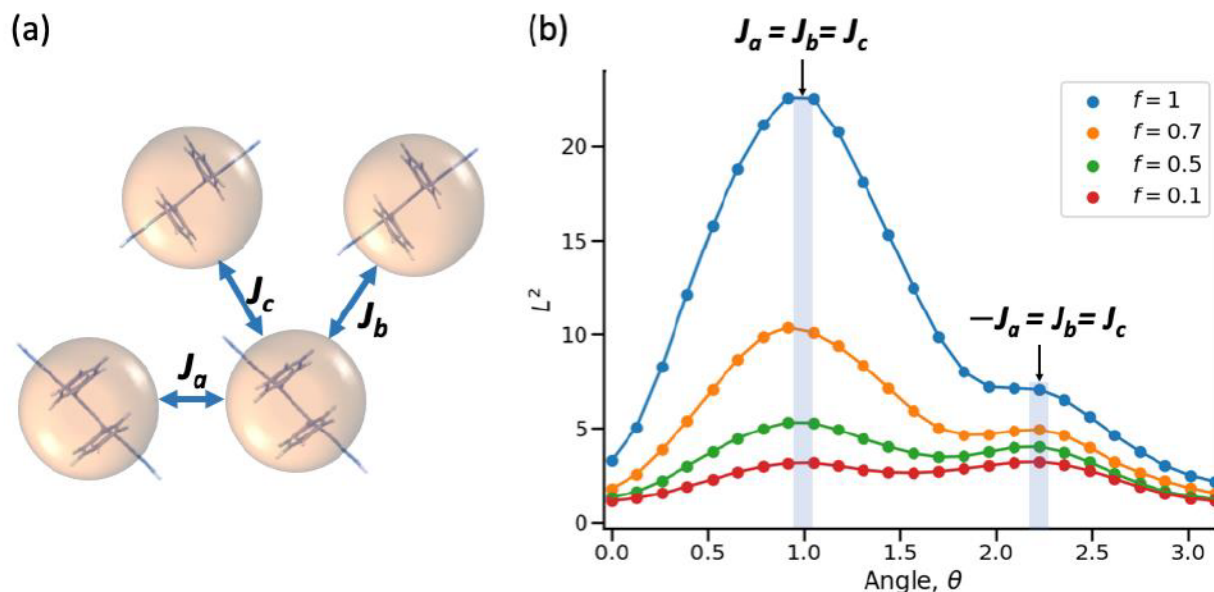 (a)
J_c
J_b
J_a
(b)
J_a = J_b = J_c
f = 1
f = 0.7
f = 0.5
f = 0.1
—J_a = J_b = J_c
L²
20
15
10
5
0
0.0 0.5 1.0 1.5 2.0 2.5 3.0
Angle, θ